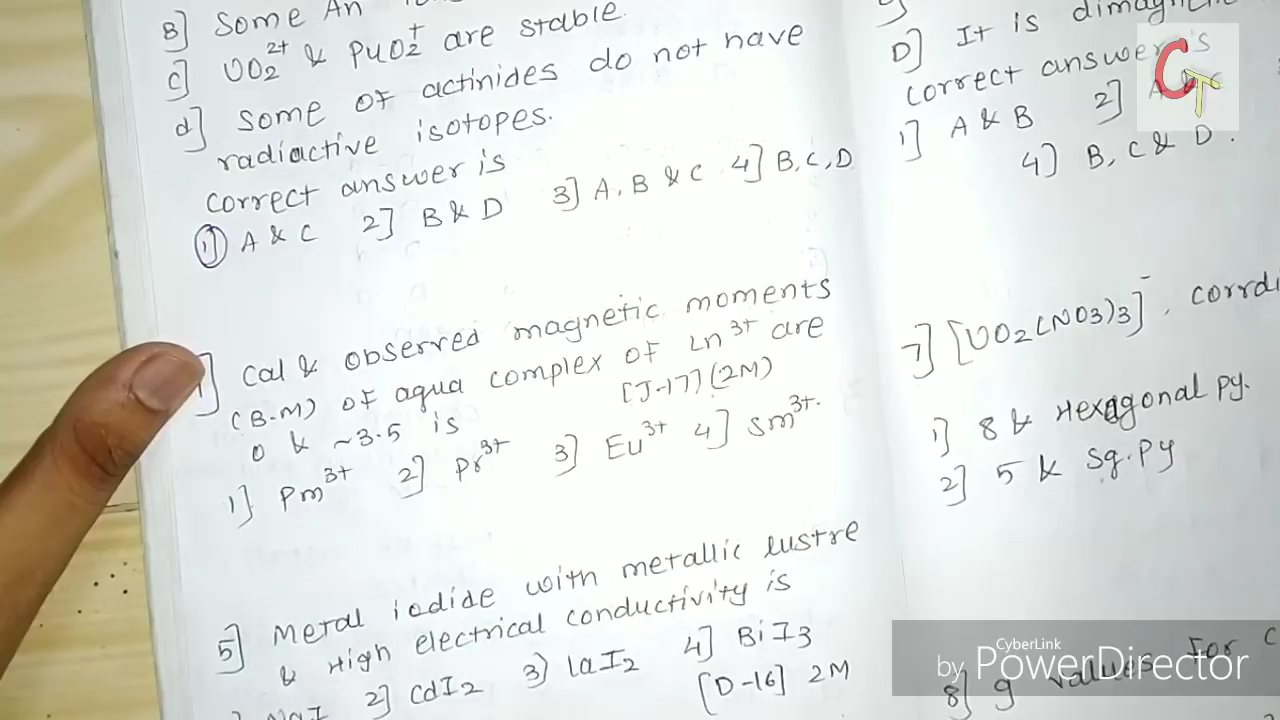 B] Some An
C] UO2 2+ & PuO2 + are stable.
d] Some of actinides do not have
radiactive isotopes.
correct answer is
1] A & C 2] B & D 3] A, B & C 4] B, C, D
] Cal & observed magnetic moments
(B.M) of aqua complex of Ln3+ are
0 & ~3.5 is [J-17] (2M)
1] Pm3+ 2] Pr3+ 3] Eu3+ 4] Sm3+.
5] Metal iodide with metallic lustre
& High electrical conductivity is
2] CdI2 3] LaI2 4] BiI3
[D-16] 2M
D] It is
correct answer is
1] A & B 2] A &
4] B, C & D.
7] [UO2(NO3)3]-, corrdi
1] 8 & Hexagonal py.
2] 5 & Sq. py
8] g values for
CT
CyberLink
by PowerDirector